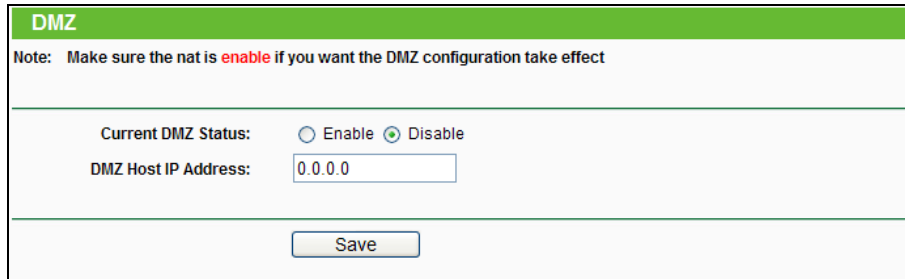 DMZ
Note: Make sure the nat is enable if you want the DMZ configuration take effect
Current DMZ Status: Enable Disable
DMZ Host IP Address: 0.0.0.0
Save